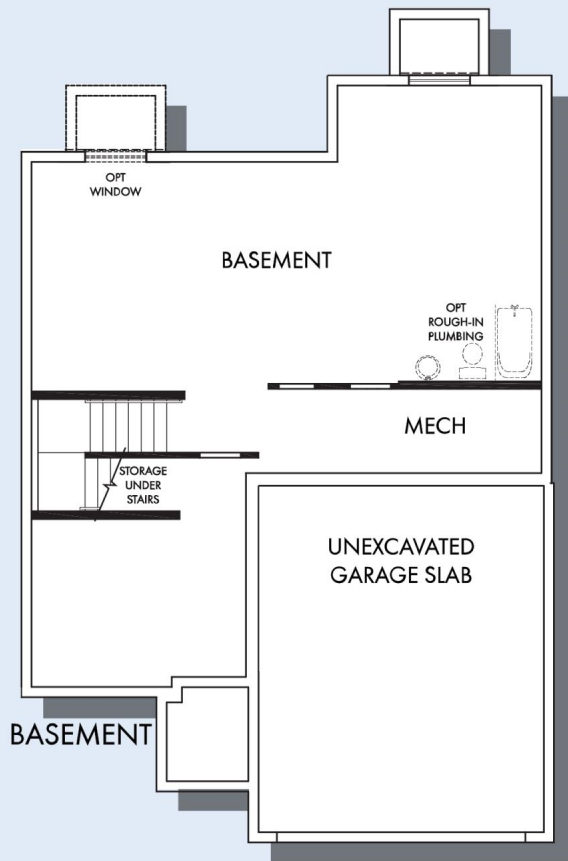 OPT
WINDOW
BASEMENT
OPT
ROUGH-IN
PLUMBING
MECH
STORAGE
UNDER
STAIRS
UNEXCAVATED
GARAGE SLAB
BASEMENT